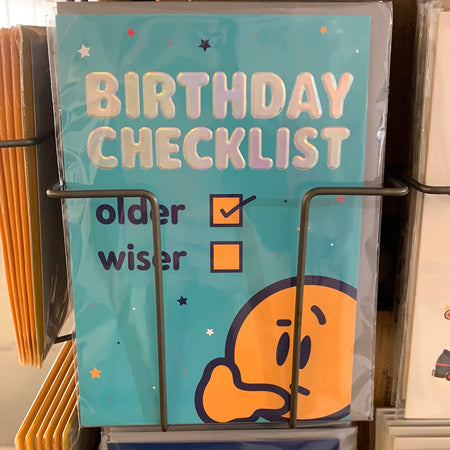 BIRTHDAY
CHECKLIST
older
wiser